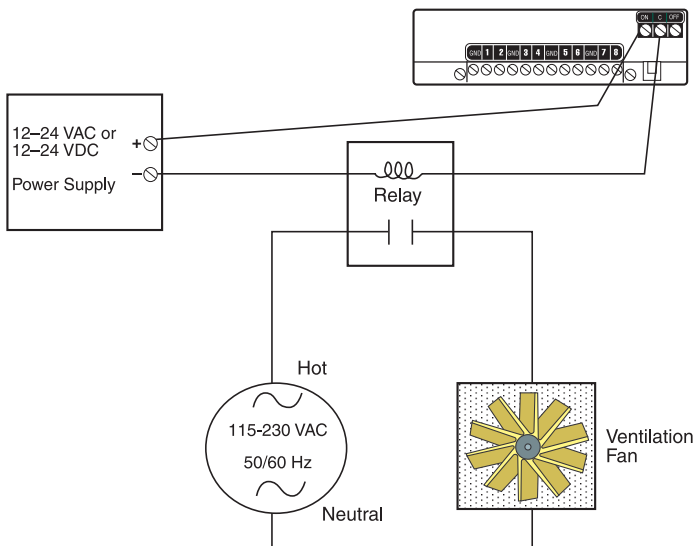 ON C OFF
GND 1 2 GND 3 4 GND 5 6 GND 7 8
12–24 VAC or
12–24 VDC
+
–
Power Supply
Relay
Hot
115-230 VAC
50/60 Hz
Neutral
Ventilation
Fan